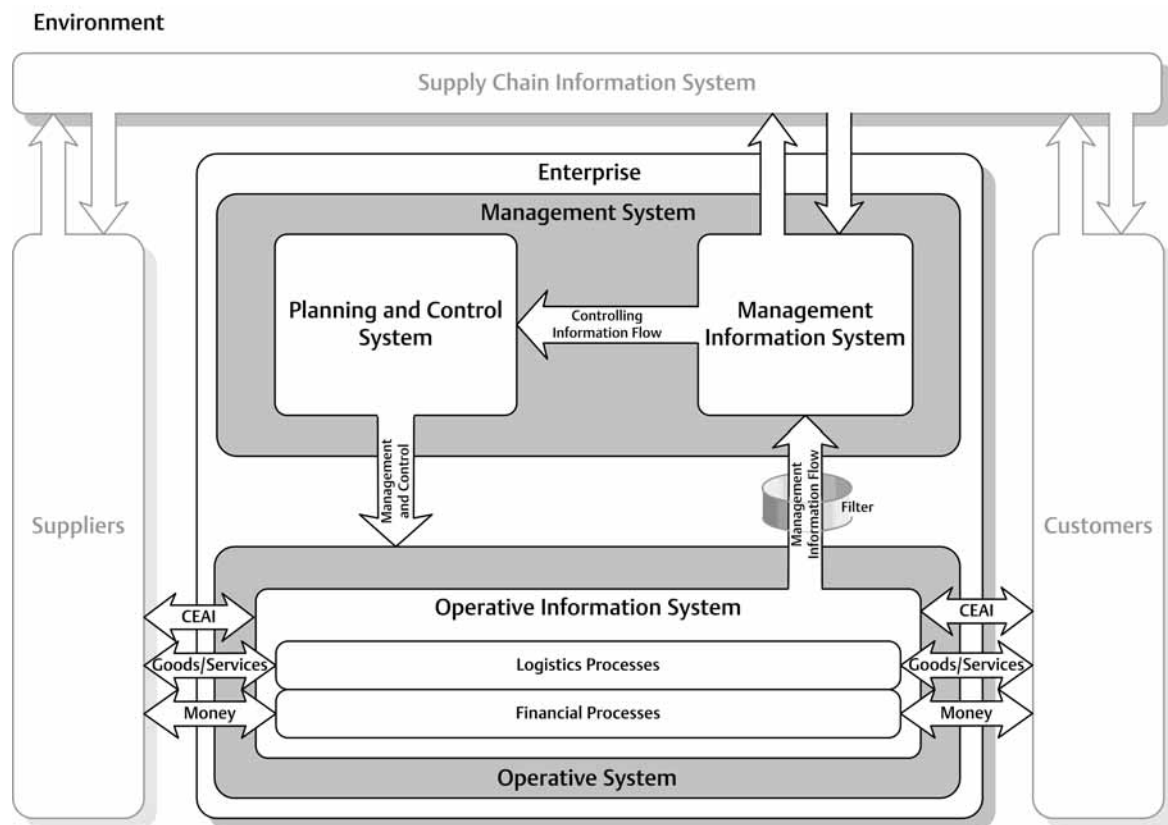 Environment
Supply Chain Information System
Enterprise
Management System
Planning and Control
System
Controlling
Information Flow
Management
Information System
Management
and Control
Management
Information Flow
Filter
Suppliers
Customers
Operative Information System
CEAI
CEAI
Goods/Services
Logistics Processes
Goods/Services
Money
Financial Processes
Money
Operative System